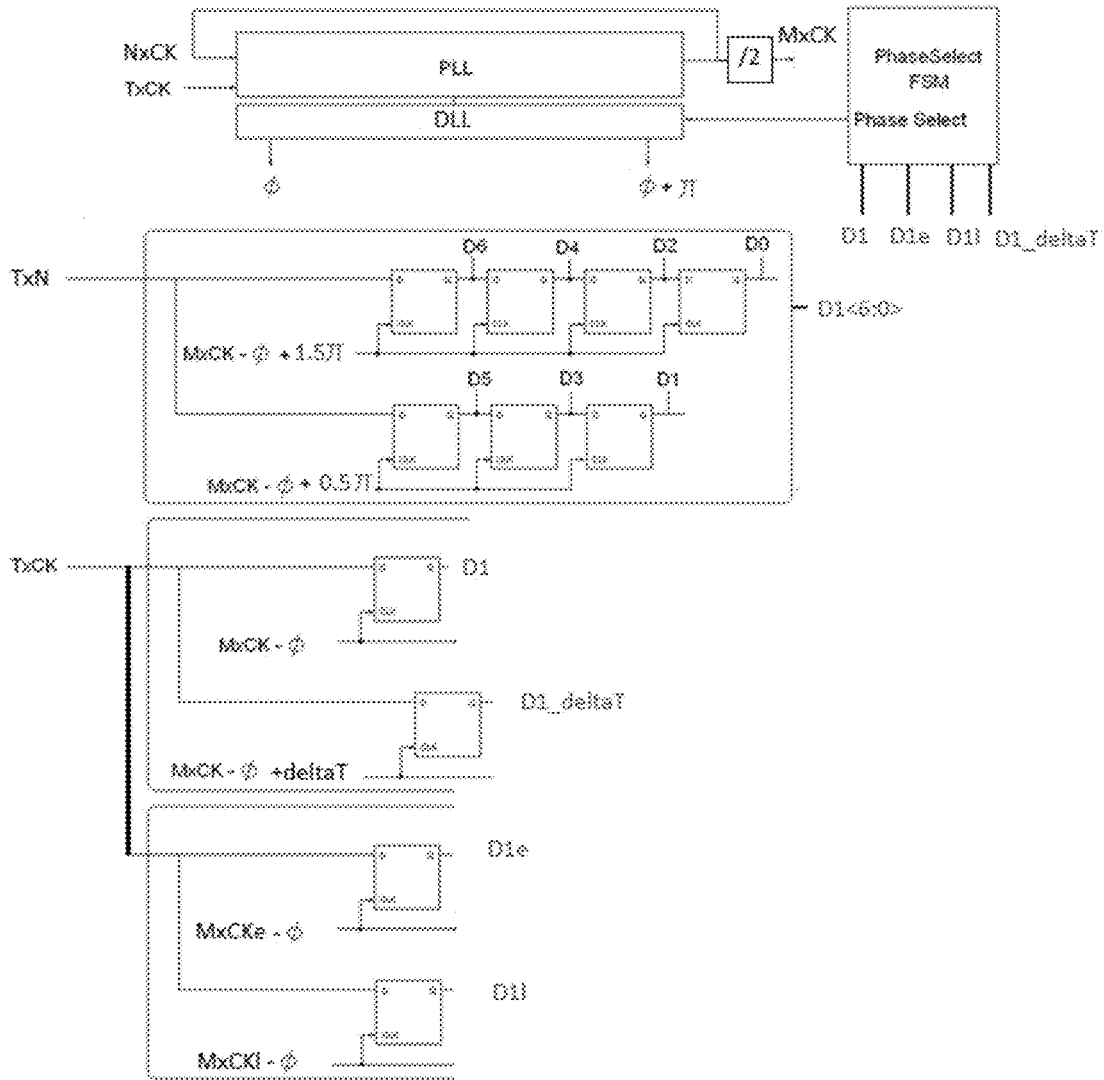 NxCK
TxCK
PLL
DLL
/2
MxCK
PhaseSelect
FSM
Phase Select
ϕ
ϕ + π
D1 D1e D1l D1_deltaT
TxN
D6 D4 D2 D0
MxCK - ϕ + 1.5π
D1<6:0>
D5 D3 D1
MxCK - ϕ + 0.5π
TxCK
D1
MxCK - ϕ
D1_deltaT
MxCK - ϕ +deltaT
D1e
MxCKe - ϕ
D1l
MxCKl - ϕ